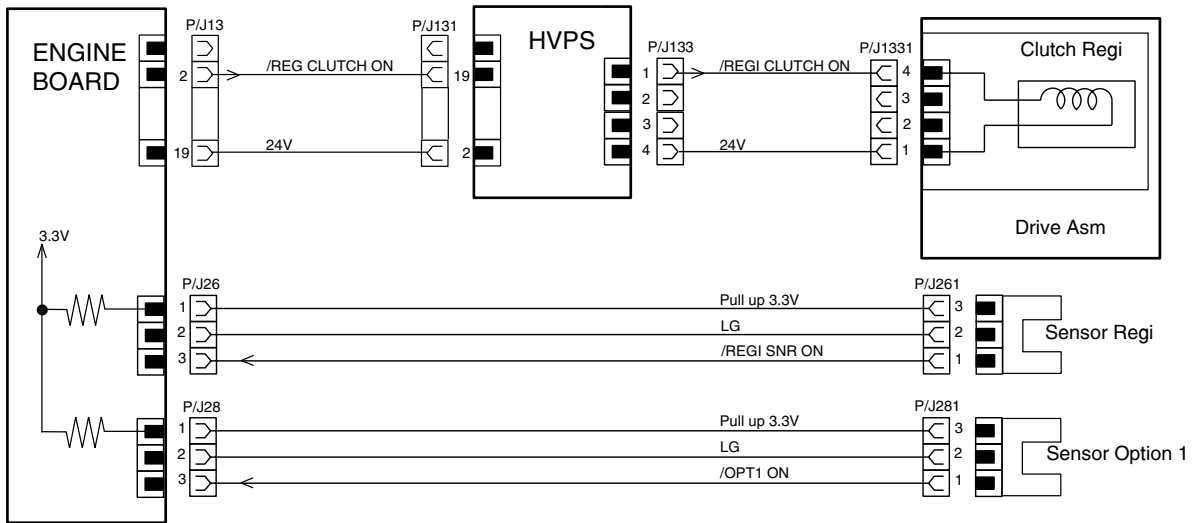 P/J13
P/J131
ENGINE
BOARD
HVPS
P/J133
P/J1331
Clutch Regi
2
/REG CLUTCH ON
19
1
/REGI CLUTCH ON
4
2
3
3
2
19
24V
2
4
24V
1
Drive Asm
3.3V
P/J26
P/J261
1
Pull up 3.3V
3
2
LG
2
Sensor Regi
3
/REGI SNR ON
1
P/J28
P/J281
1
Pull up 3.3V
3
2
LG
2
Sensor Option 1
3
/OPT1 ON
1